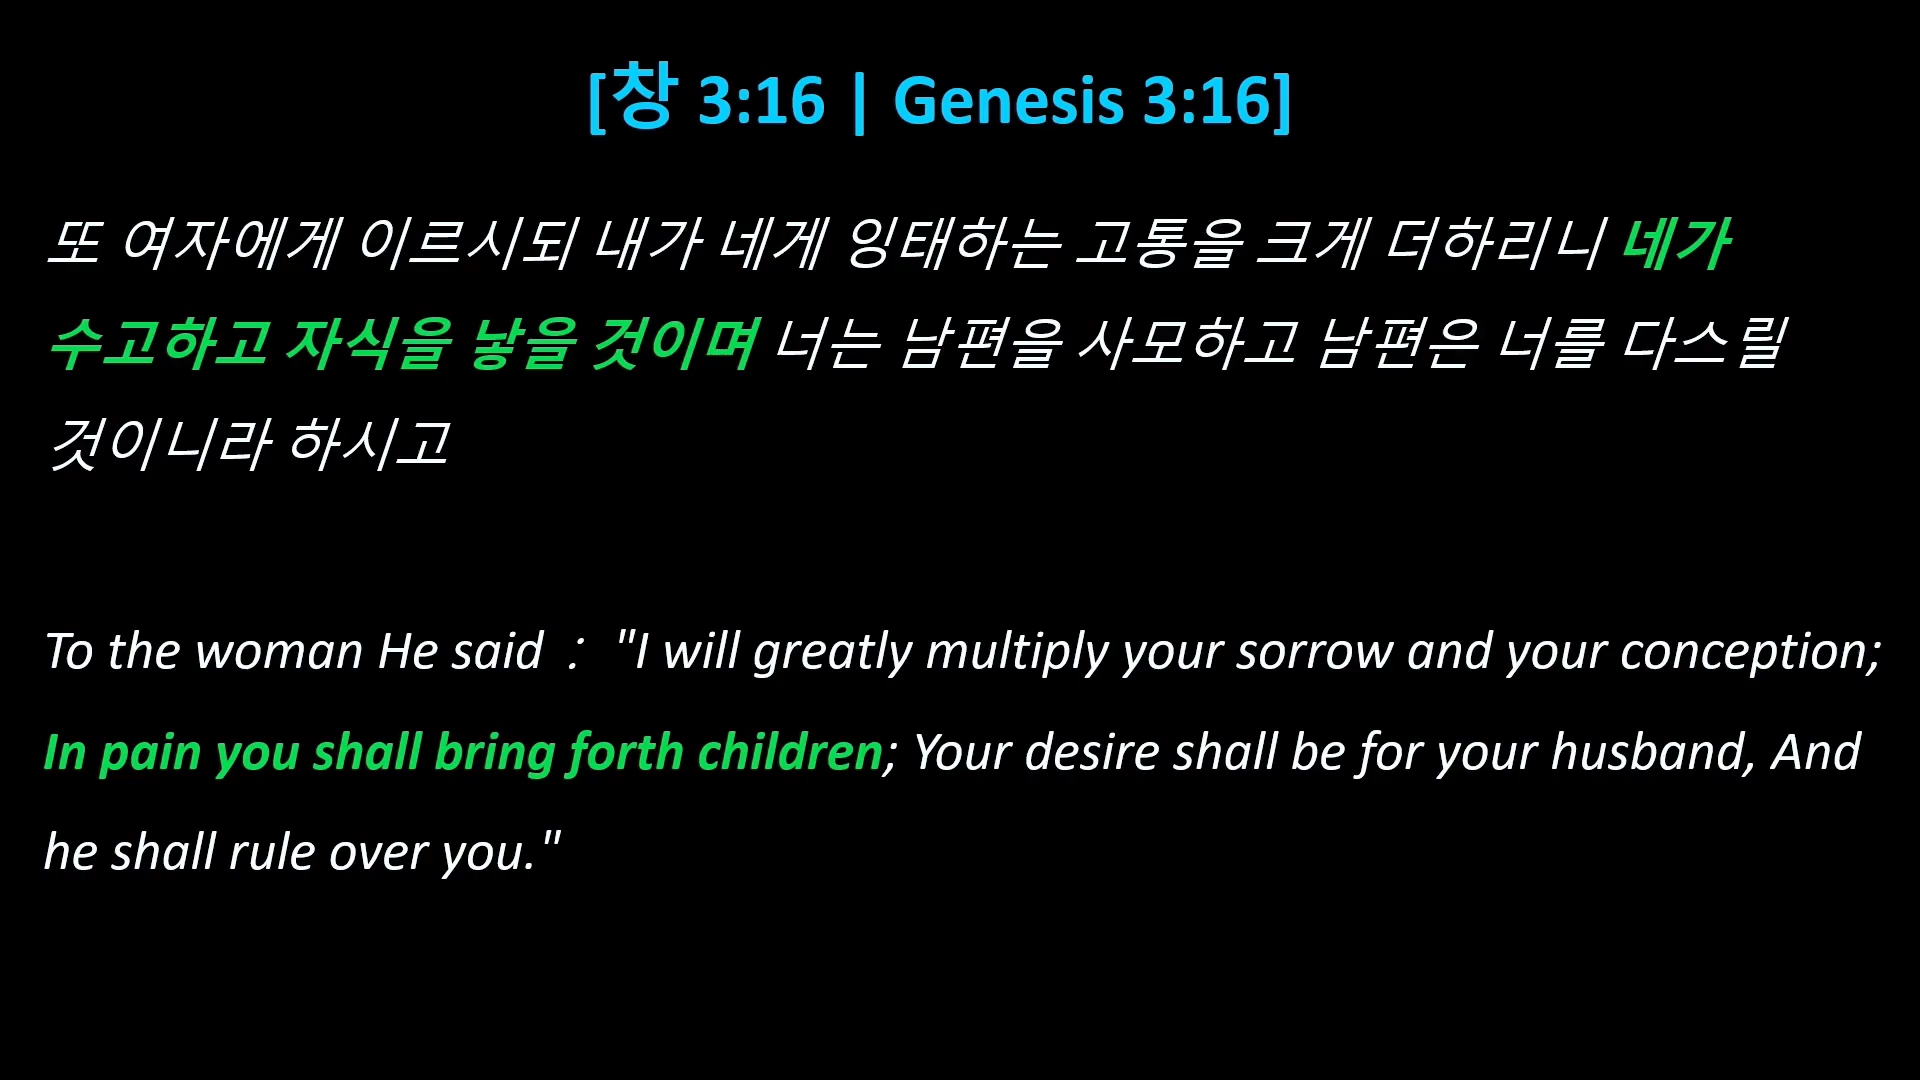 [창 3:16 | Genesis 3:16]
또 여자에게 이르시되 내가 네게 잉태하는 고통을 크게 더하리니 네가
수고하고 자식을 낳을 것이며 너는 남편을 사모하고 남편은 너를 다스릴
것이니라 하시고
To the woman He said : "I will greatly multiply your sorrow and your conception;
In pain you shall bring forth children; Your desire shall be for your husband, And
he shall rule over you."